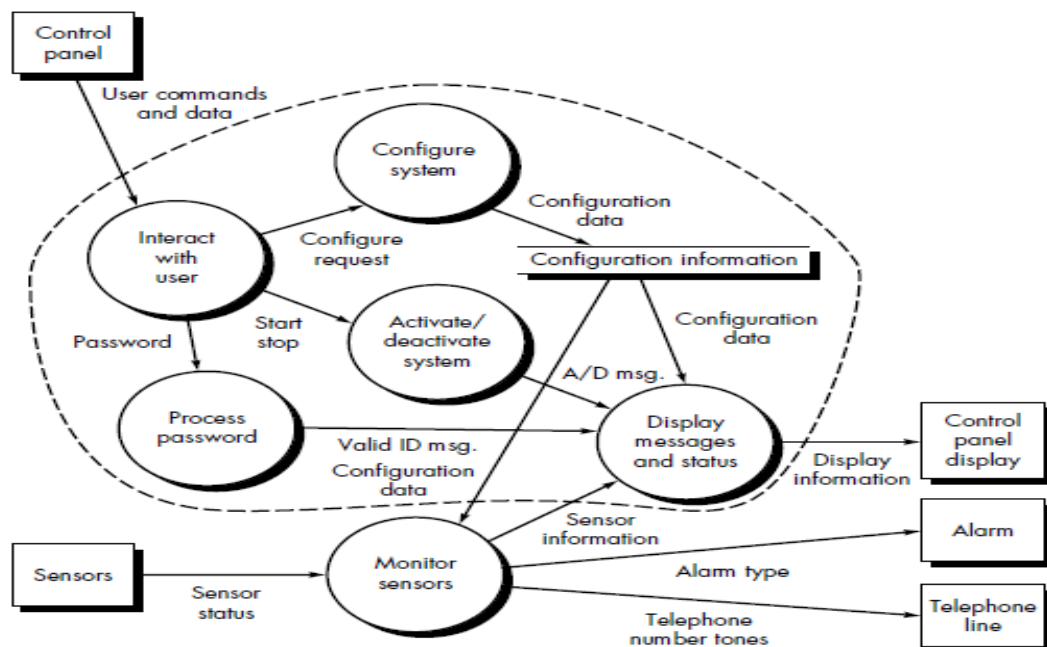 Control
panel
User commands
and data
Configure
system
Configuration
data
Interact
with
user
Configure
request
Configuration information
Password
Start
stop
Activate/
deactivate
system
Configuration
data
A/D msg.
Process
password
Valid ID msg.
Display
messages
and status
Control
panel
display
Display
information
Configuration
data
Sensors
Sensor
status
Monitor
sensors
Sensor
information
Alarm
Alarm type
Telephone
number tones
Telephone
line